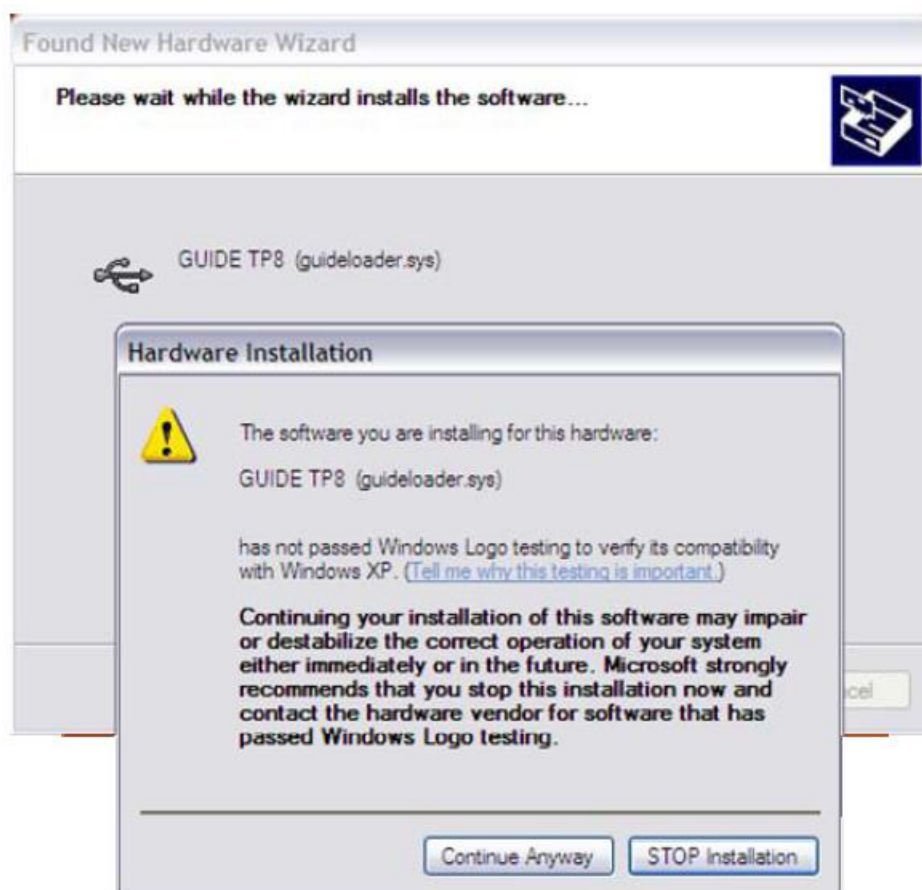 Found New Hardware Wizard
Please wait while the wizard installs the software...
GUIDE TP8 (guideloader.sys)
Hardware Installation
The software you are installing for this hardware:
GUIDE TP8 (guideloader.sys)
has not passed Windows Logo testing to verify its compatibility
with Windows XP. (Tell me why this testing is important.)
Continuing your installation of this software may impair
or destabilize the correct operation of your system
either immediately or in the future. Microsoft strongly
recommends that you stop this installation now and
contact the hardware vendor for software that has
passed Windows Logo testing.
Continue Anyway
STOP Installation